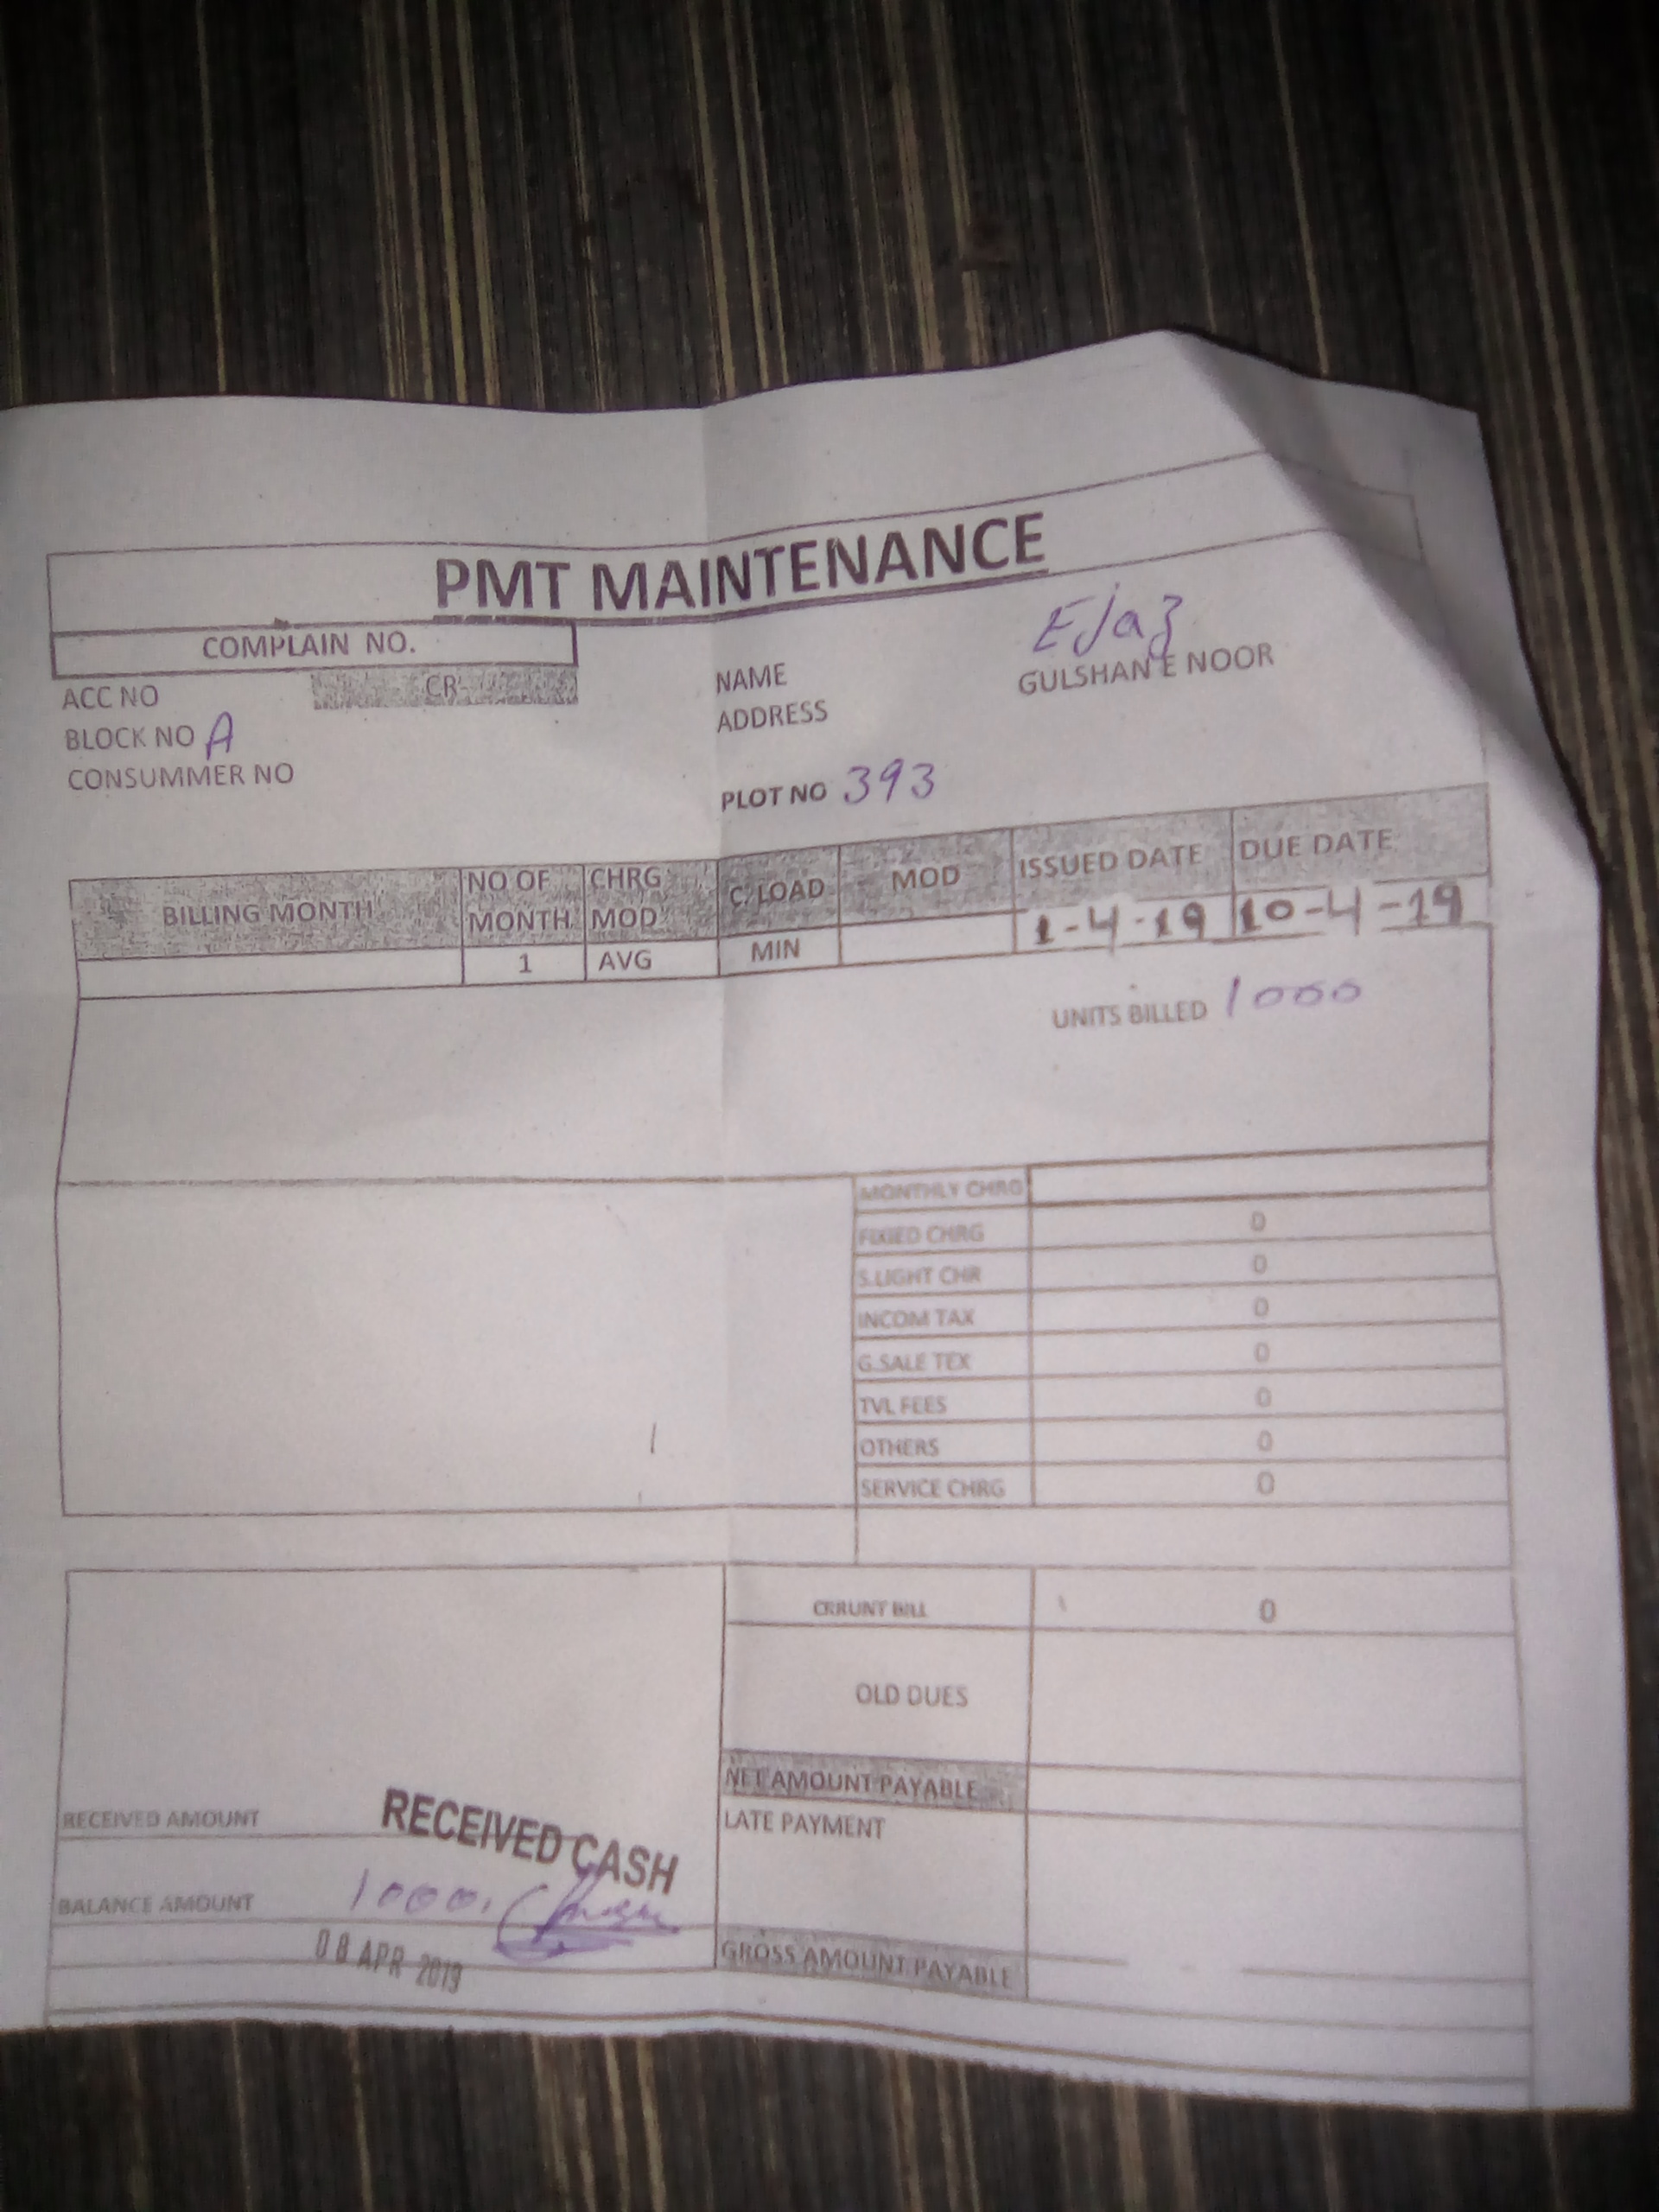 PMT MAINTENANCE
COMPLAIN NO.
ACC NO CR
BLOCK NO A
CONSUMMER NO
NAME Ejaz
ADDRESS GULSHAN E NOOR
PLOT NO 393
BILLING MONTH NO OF MONTH CHRG MOD C. LOAD MOD ISSUED DATE DUE DATE
1 AVG MIN 1-4-19 10-4-19
UNITS BILLED 1000
MONTHLY CHRG
FIXIED CHRG 0
S.LIGHT CHR 0
INCOM TAX 0
G.SALE TEX 0
TVL FEES 0
OTHERS 0
SERVICE CHRG 0
CRRUNT BILL 0
OLD DUES
NET AMOUNT PAYABLE
LATE PAYMENT
GROSS AMOUNT PAYABLE
RECEIVED AMOUNT
RECEIVED CASH
BALANCE AMOUNT 1000
08 APR 2019